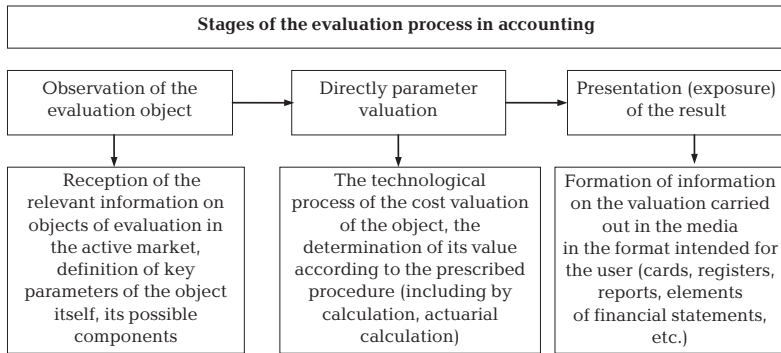 Stages of the evaluation process in accounting
Observation of the
evaluation object
Directly parameter
valuation
Presentation (exposure)
of the result
Reception of the
relevant information on
objects of evaluation in
the active market,
definition of key
parameters of the object
itself, its possible
components
The technological
process of the cost valuation
of the object, the
determination of its value
according to the prescribed
procedure (including by
calculation, actuarial
calculation)
Formation of information
on the valuation carried
out in the media
in the format intended for
the user (cards, registers,
reports, elements
of financial statements,
etc.)